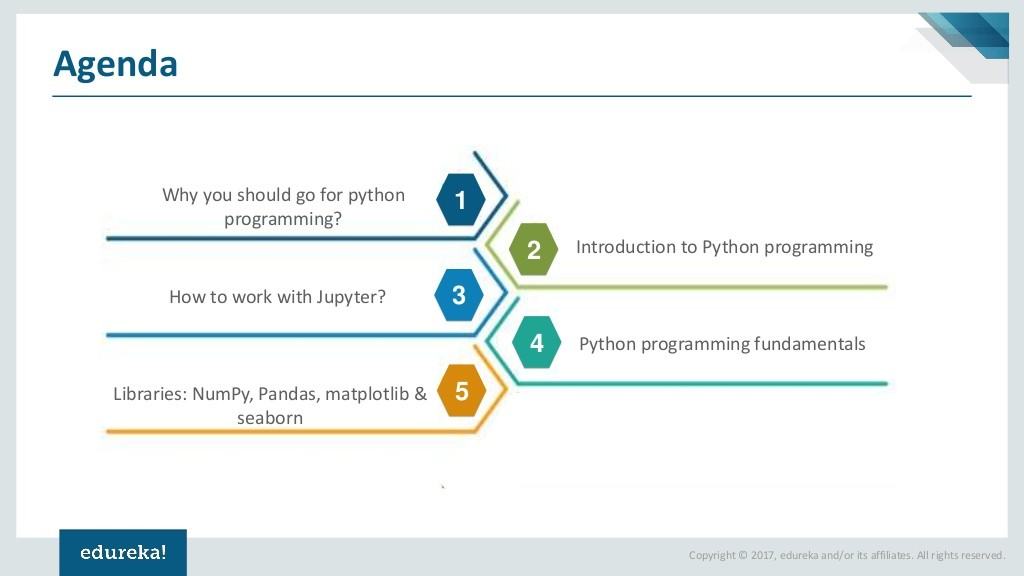 Agenda
Why you should go for python
programming?
1
2
Introduction to Python programming
How to work with Jupyter?
3
4
Python programming fundamentals
Libraries: NumPy, Pandas, matplotlib &
seaborn
5
edureka!
Copyright © 2017, edureka and/or its affiliates. All rights reserved.